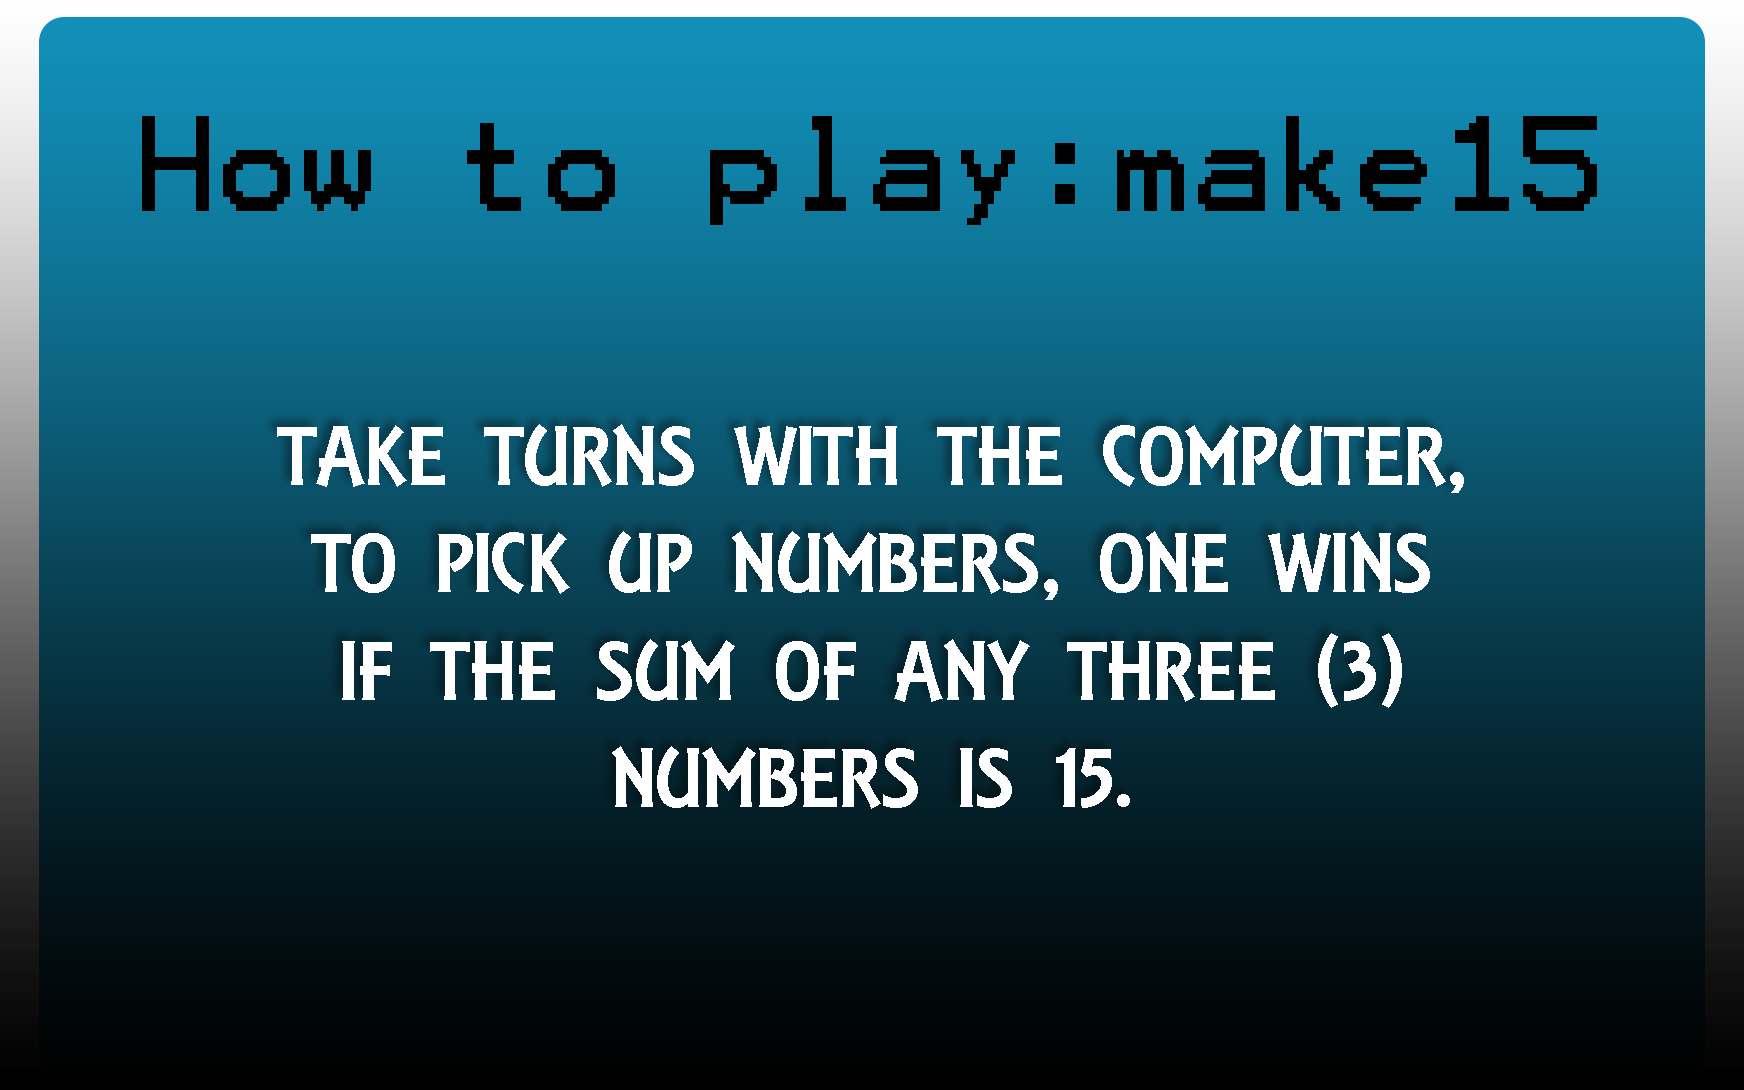 How to play:make15
TAKE TURNS WITH THE COMPUTER,
TO PICK UP NUMBERS, ONE WINS
IF THE SUM OF ANY THREE (3)
NUMBERS IS 15.